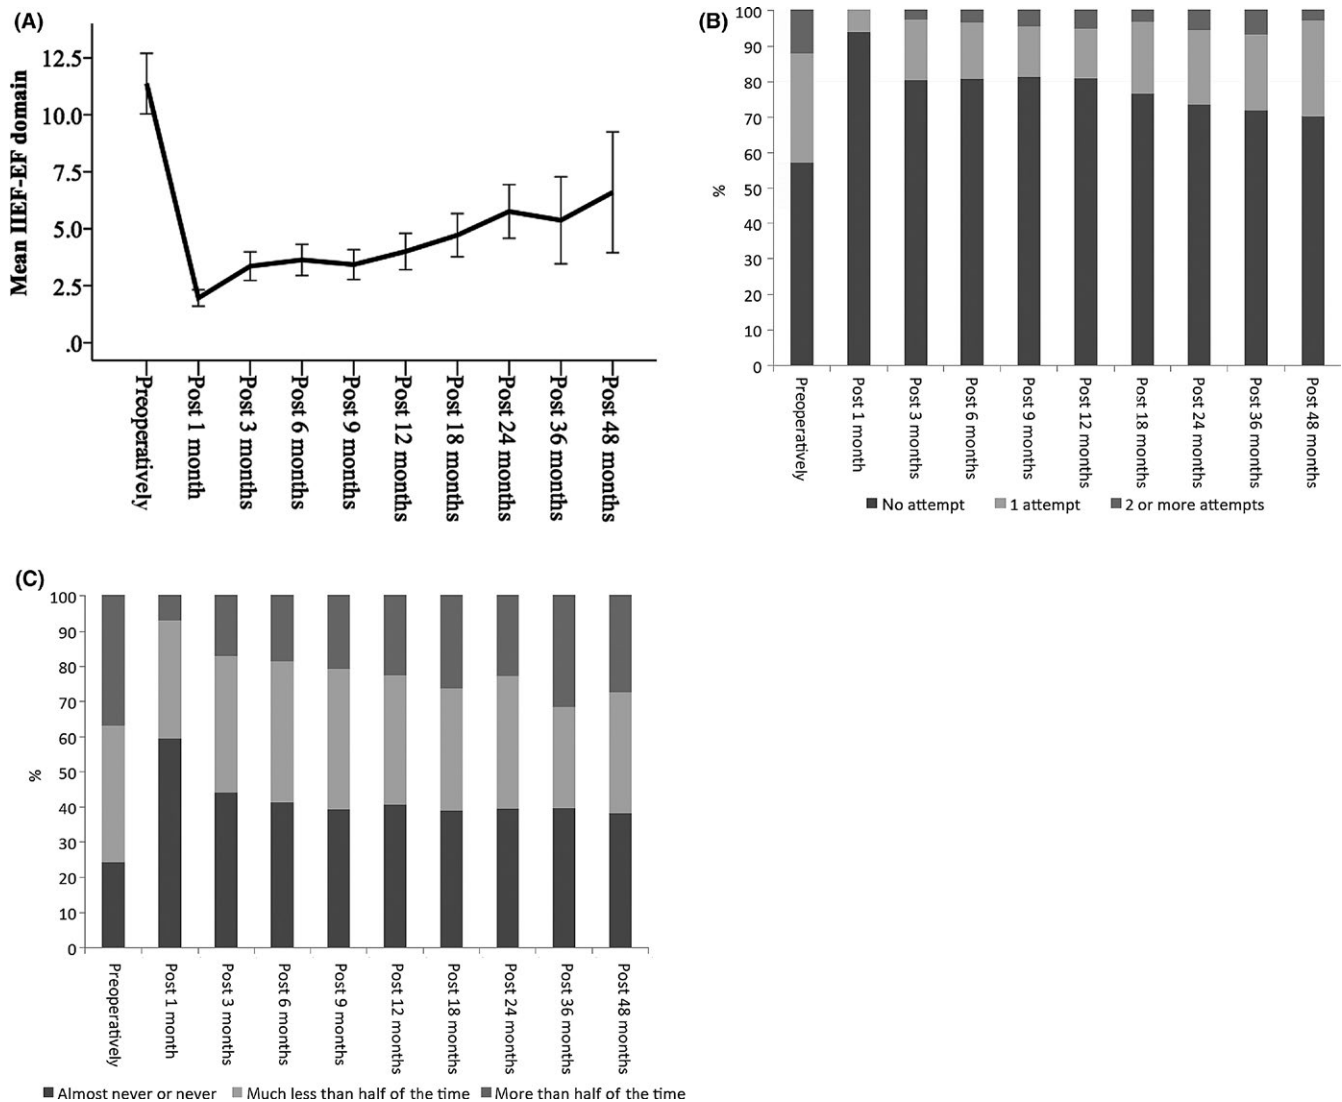 (A)
Mean IIEF-EF domain
12.5
10.0
7.5
5.0
2.5
.0
Preoperatively
Post 1 month
Post 3 months
Post 6 months
Post 9 months
Post 12 months
Post 18 months
Post 24 months
Post 36 months
Post 48 months
(B)
%
100
90
80
70
60
50
40
30
20
10
0
Preoperatively
Post 1 month
Post 3 months
Post 6 months
Post 9 months
Post 12 months
Post 18 months
Post 24 months
Post 36 months
Post 48 months
No attempt 1 attempt 2 or more attempts
(C)
%
100
90
80
70
60
50
40
30
20
10
0
Preoperatively
Post 1 month
Post 3 months
Post 6 months
Post 9 months
Post 12 months
Post 18 months
Post 24 months
Post 36 months
Post 48 months
Almost never or never Much less than half of the time More than half of the time